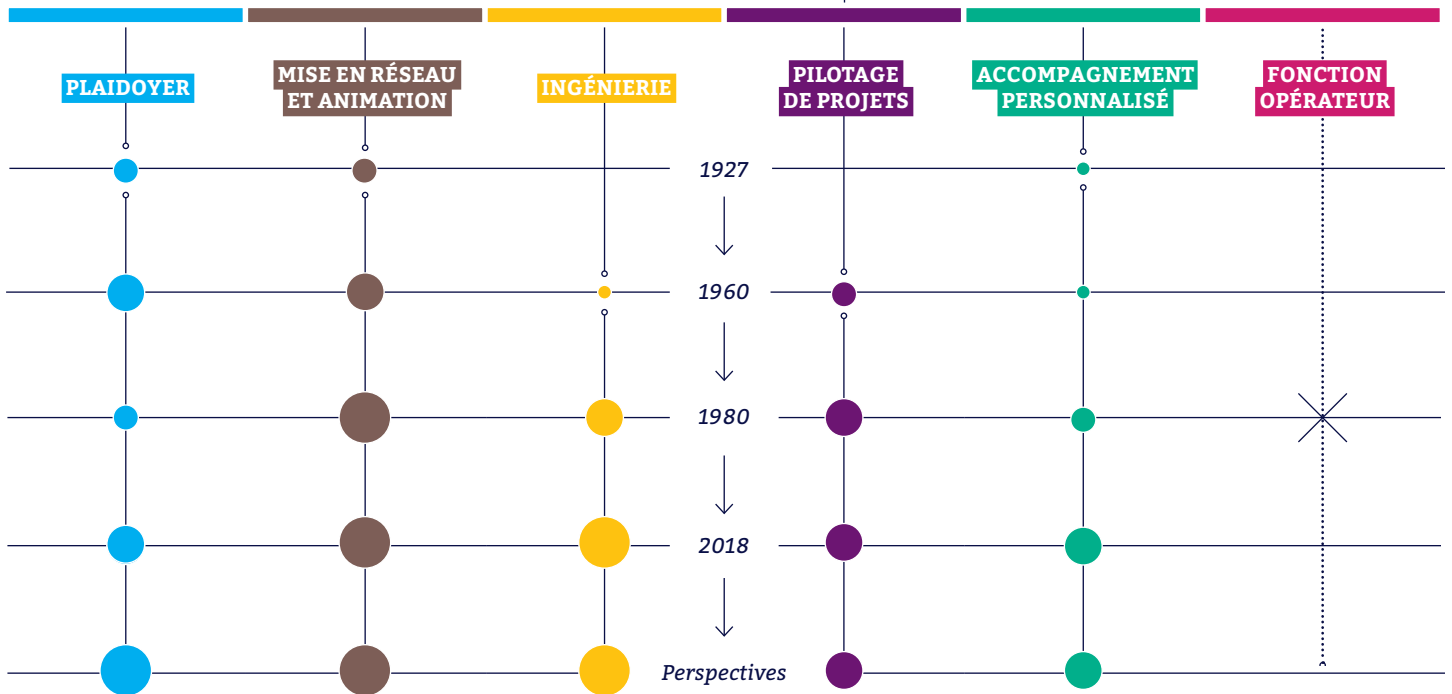 PLAIDOYER
MISE EN RÉSEAU
ET ANIMATION
INGÉNIERIE
PILOTAGE
DE PROJETS
ACCOMPAGNEMENT
PERSONNALISÉ
FONCTION
OPÉRATEUR
1927
1960
1980
2018
Perspectives